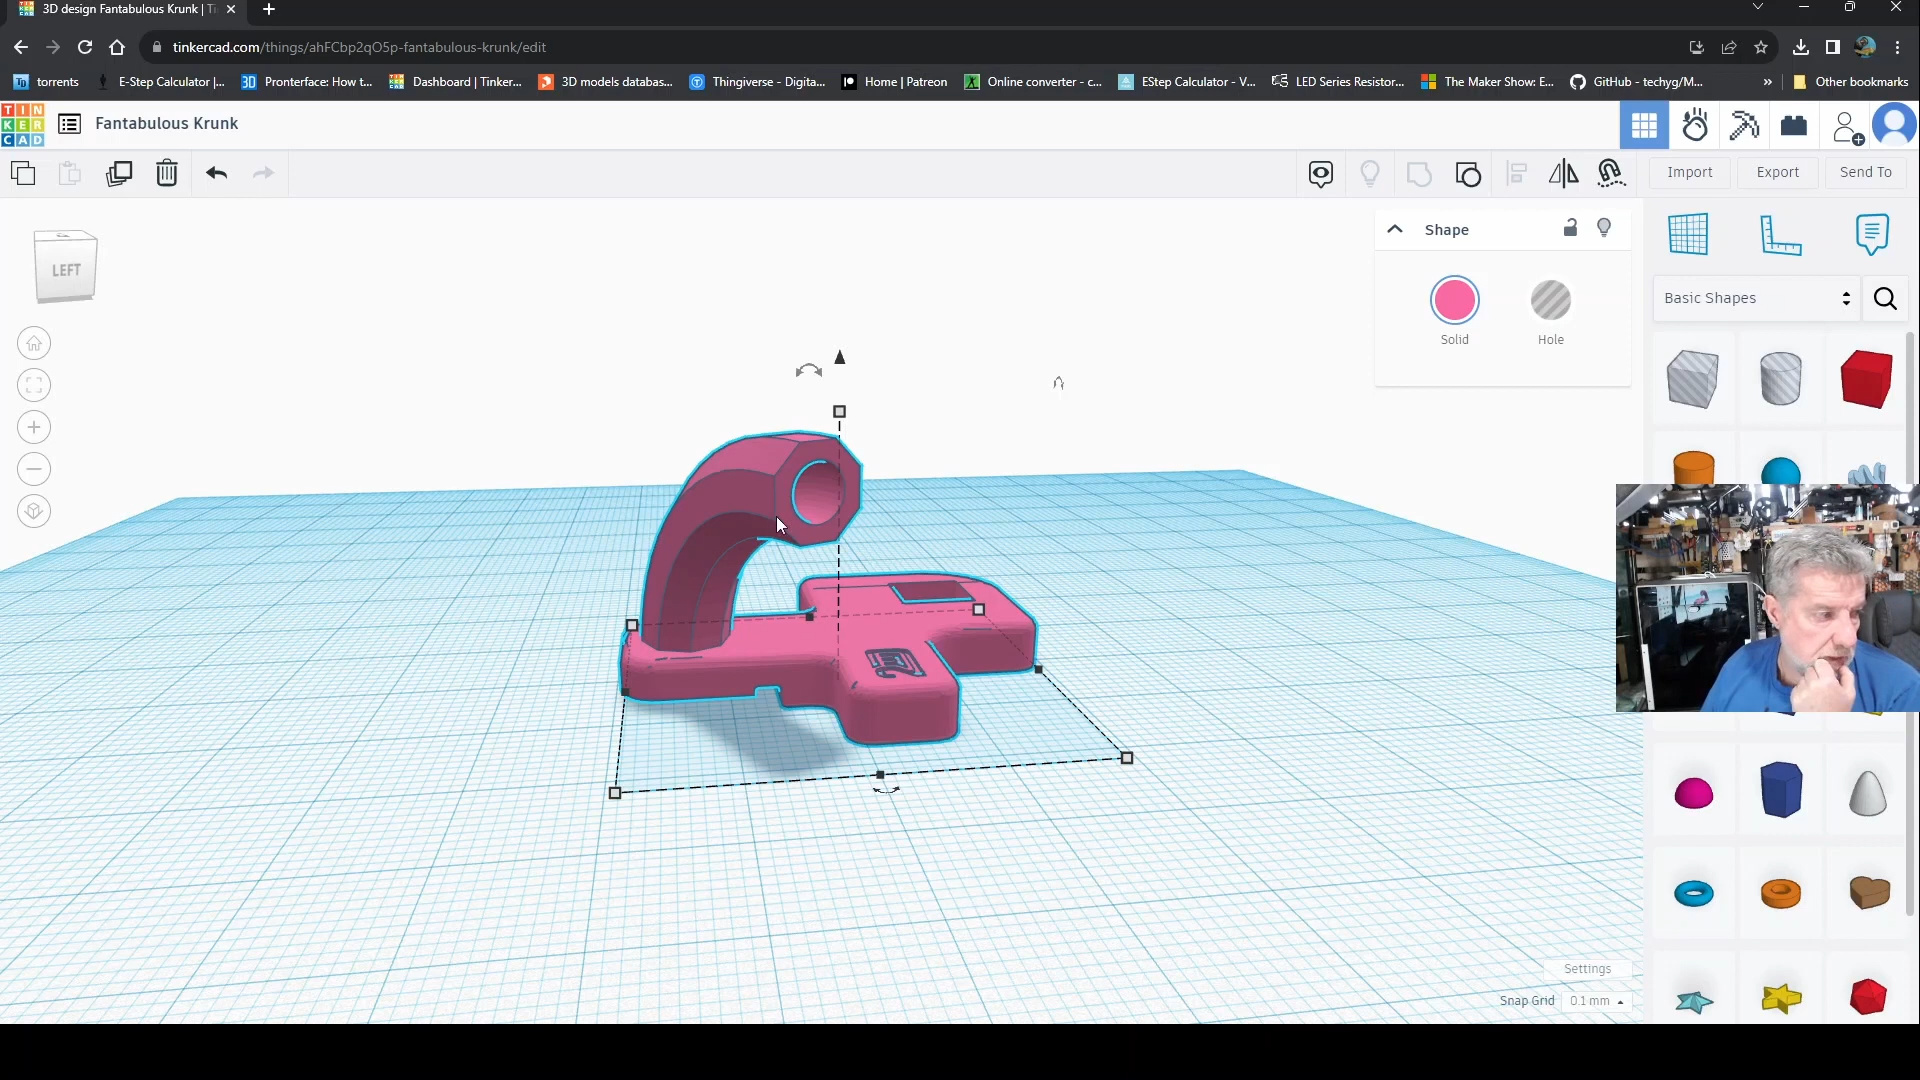 3D design Fantabulous Krunk | Ti
tinkercad.com/things/ahFCbp2qO5p-fantabulous-krunk/edit
torrents
E-Step Calculator |...
Pronterface: How t...
Dashboard | Tinker...
3D models databas...
Thingiverse - Digita...
Home | Patreon
Online converter - c...
EStep Calculator - V...
LED Series Resistor...
The Maker Show: E...
GitHub - techyg/M...
»
Other bookmarks
TIN
KER
CAD
Fantabulous Krunk
Import
Export
Send To
LEFT
Shape
Solid
Hole
Basic Shapes
Settings
Snap Grid
0.1 mm